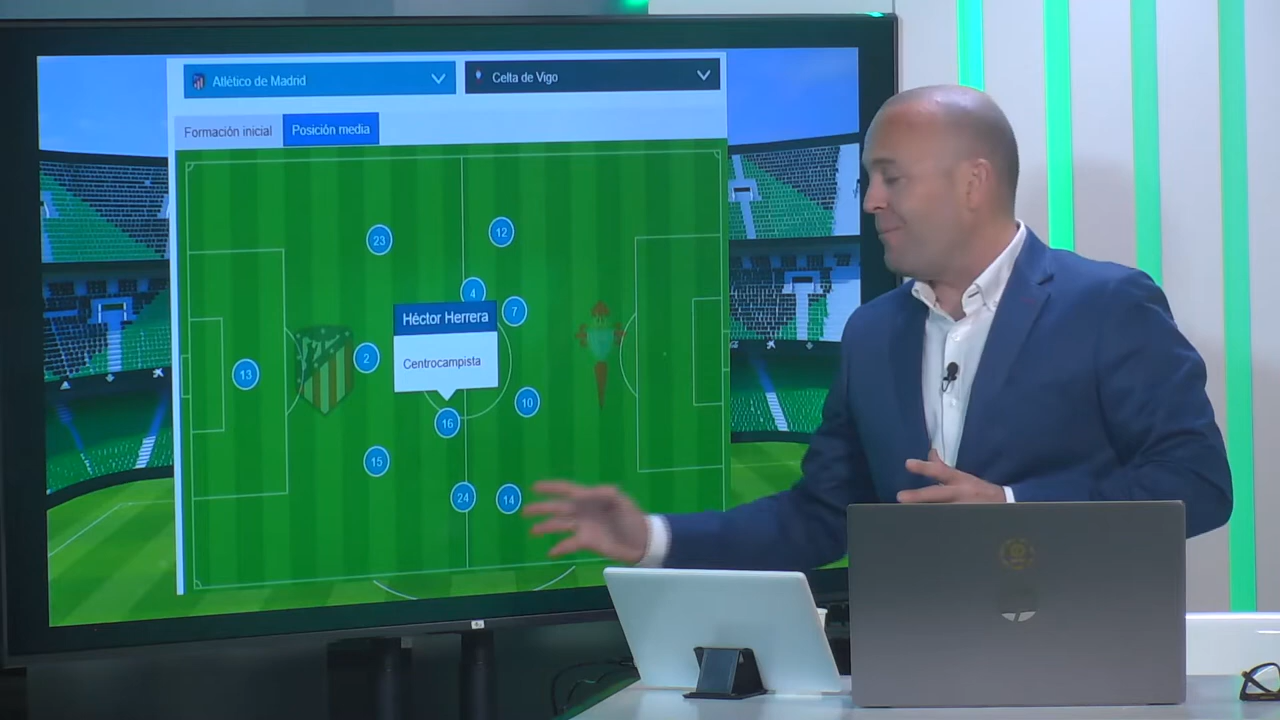 Atlético de Madrid
Celta de Vigo
Formación inicial
Posición media
23
12
4
7
Héctor Herrera
2
Centrocampista
13
10
16
15
24
14